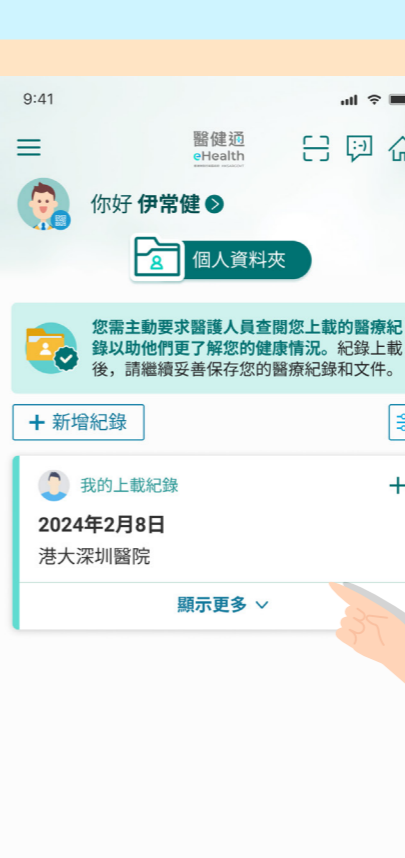 9:41
醫健通
eHealth
你好 伊常健
個人資料夾
您需主動要求醫護人員查閱您上載的醫療紀
錄以助他們更了解您的健康情況。紀錄上載
後，請繼續妥善保存您的醫療紀錄和文件。
+ 新增紀錄
我的上載紀錄
2024年2月8日
港大深圳醫院
顯示更多